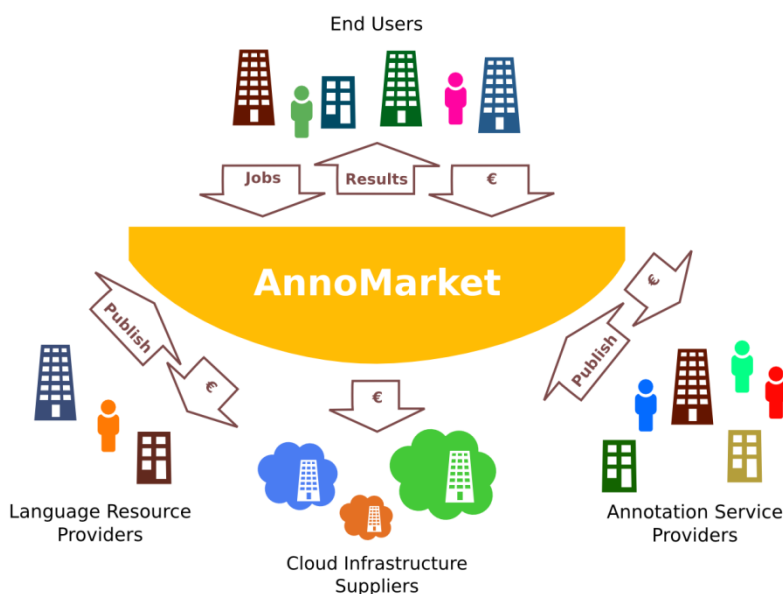 End Users
Jobs
Results
€
AnnoMarket
Publish
€
€
Publish
€
Language Resource
Providers
Cloud Infrastructure
Suppliers
Annotation Service
Providers